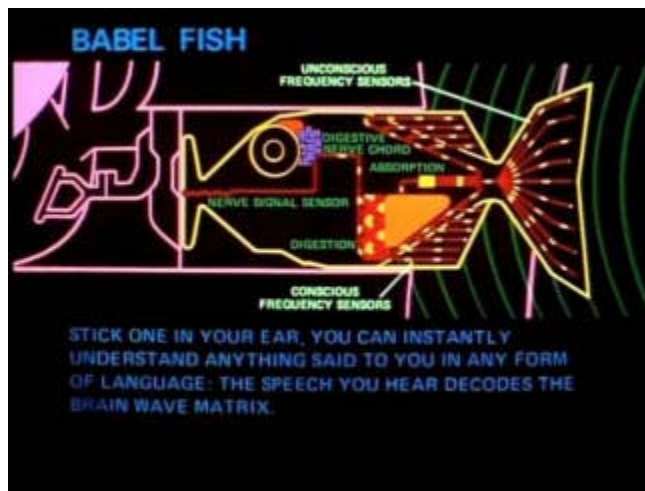 BABEL FISH
UNCONSCIOUS
FREQUENCY SENSORS
DIGESTIVE
NERVE CHORD
ABSORPTION
NERVE SIGNAL SENSOR
DIGESTION
CONSCIOUS
FREQUENCY SENSORS
STICK ONE IN YOUR EAR, YOU CAN INSTANTLY
UNDERSTAND ANYTHING SAID TO YOU IN ANY FORM
OF LANGUAGE: THE SPEECH YOU HEAR DECODES THE
BRAIN WAVE MATRIX.